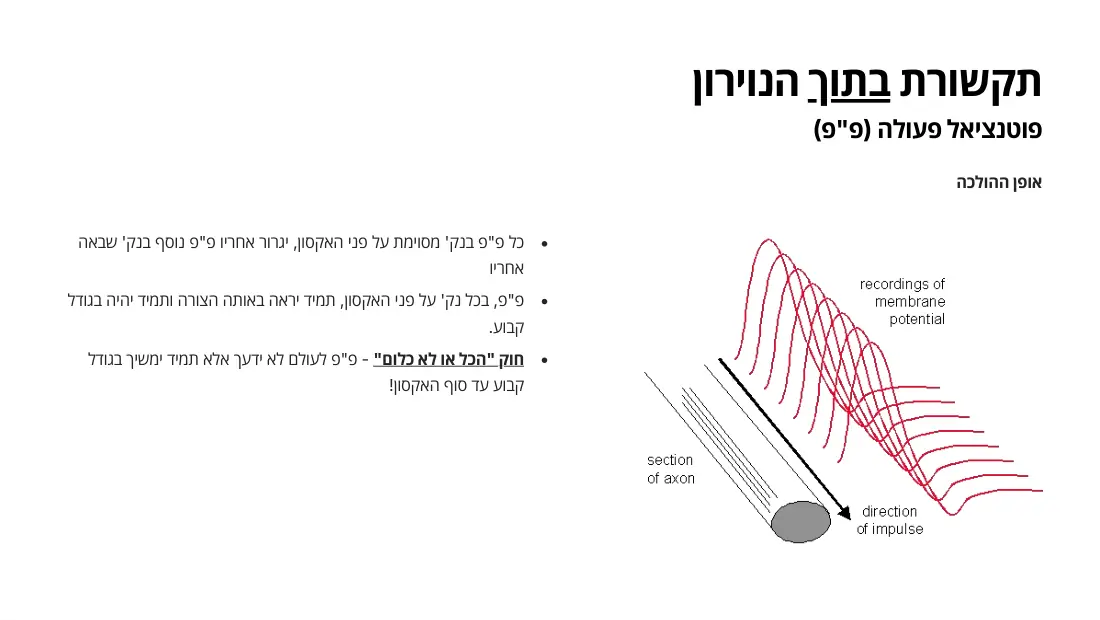 תקשורת בתוך הנוירון
פוטנציאל פעולה (פ"פ)
אופן ההולכה
• כל פ"פ בנק' מסוימת על פני האקסון, יגרור אחריו פ"פ נוסף בנק' שבאה
אחריו
• פ"פ, בכל נק' על פני האקסון, תמיד יראה באותה הצורה ותמיד יהיה בגודל
קבוע.
• חוק "הכל או לא כלום" - פ"פ לעולם לא ידעך אלא תמיד ימשיך בגודל
קבוע עד סוף האקסון!
recordings of
membrane
potential
section
of axon
direction
of impulse